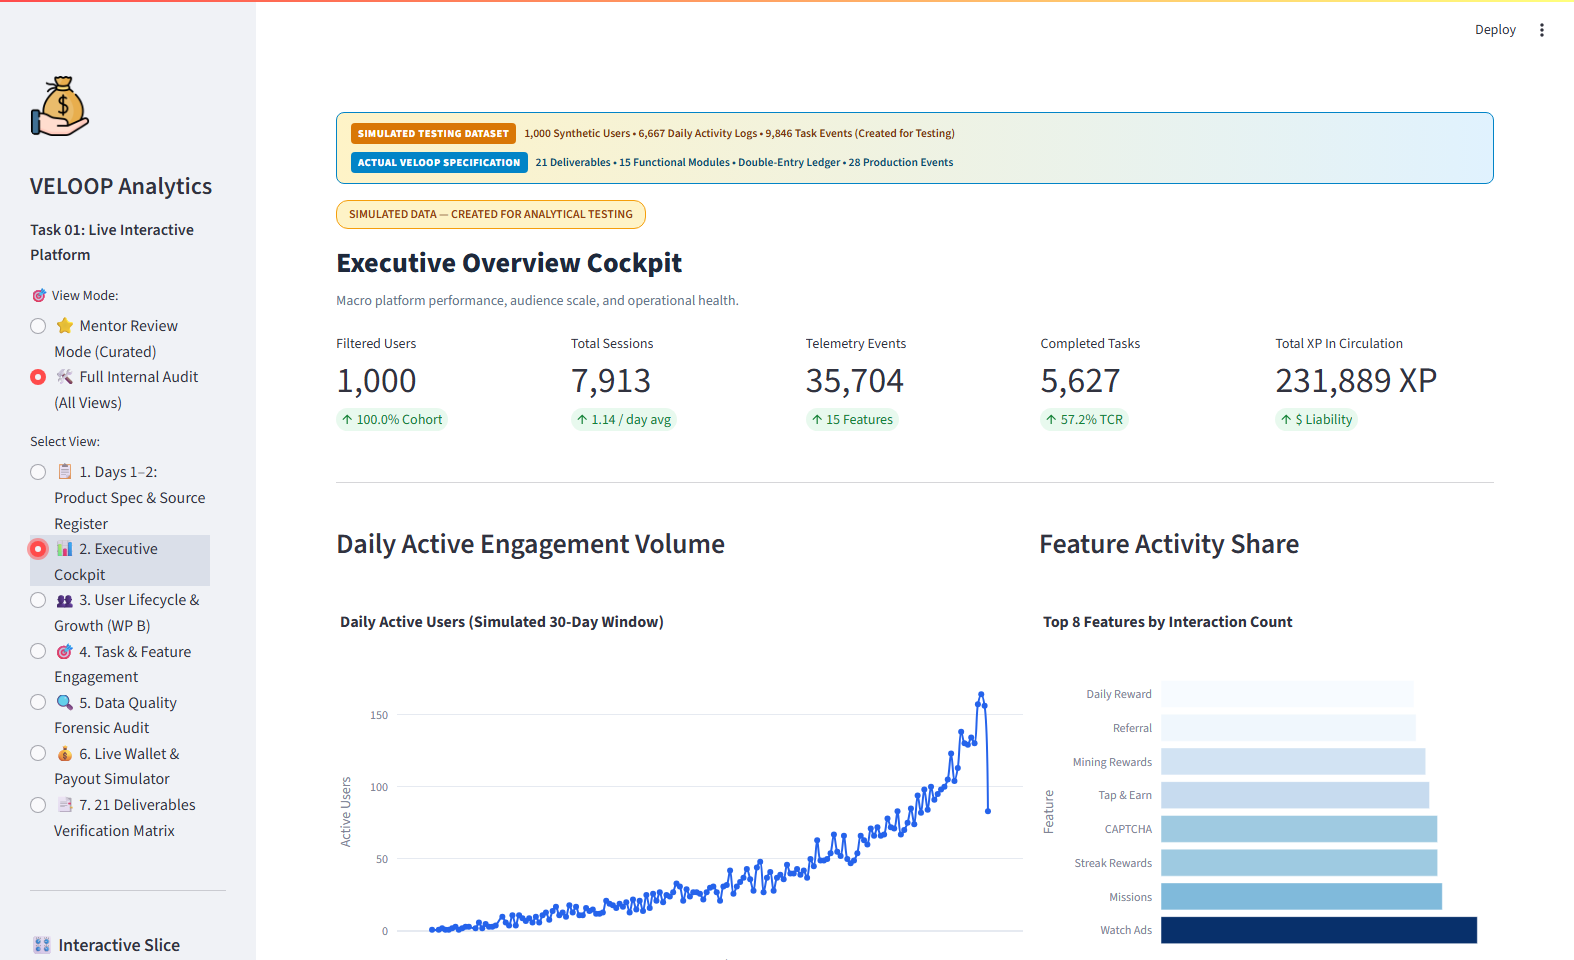 Deploy
VELOOP Analytics
Task 01: Live Interactive
Platform
View Mode:
Mentor Review
Mode (Curated)
Full Internal Audit
(All Views)
Select View:
1. Days 1–2:
Product Spec & Source
Register
2. Executive
Cockpit
3. User Lifecycle &
Growth (WP B)
4. Task & Feature
Engagement
5. Data Quality
Forensic Audit
6. Live Wallet &
Payout Simulator
7. 21 Deliverables
Verification Matrix
Interactive Slice
SIMULATED TESTING DATASET 1,000 Synthetic Users • 6,667 Daily Activity Logs • 9,846 Task Events (Created for Testing)
ACTUAL VELOOP SPECIFICATION 21 Deliverables • 15 Functional Modules • Double-Entry Ledger • 28 Production Events
SIMULATED DATA — CREATED FOR ANALYTICAL TESTING
Executive Overview Cockpit
Macro platform performance, audience scale, and operational health.
Filtered Users
1,000
↑ 100.0% Cohort
Total Sessions
7,913
↑ 1.14 / day avg
Telemetry Events
35,704
↑ 15 Features
Completed Tasks
5,627
↑ 57.2% TCR
Total XP In Circulation
231,889 XP
↑ $ Liability
Daily Active Engagement Volume
Daily Active Users (Simulated 30-Day Window)
Active Users
150
100
50
0
Feature Activity Share
Top 8 Features by Interaction Count
Feature
Daily Reward
Referral
Mining Rewards
Tap & Earn
CAPTCHA
Streak Rewards
Missions
Watch Ads